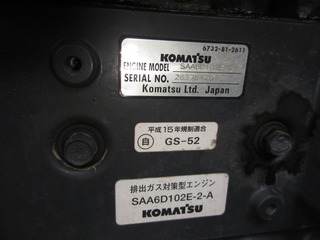 6732-81-2611
KOMATSU
ENGINE MODEL
SERIAL NO.
Komatsu Ltd. Japan
平成15年規制適合
自 GS-52
排出ガス対策型エンジン
SAA6D102E-2-A
KOMATSU